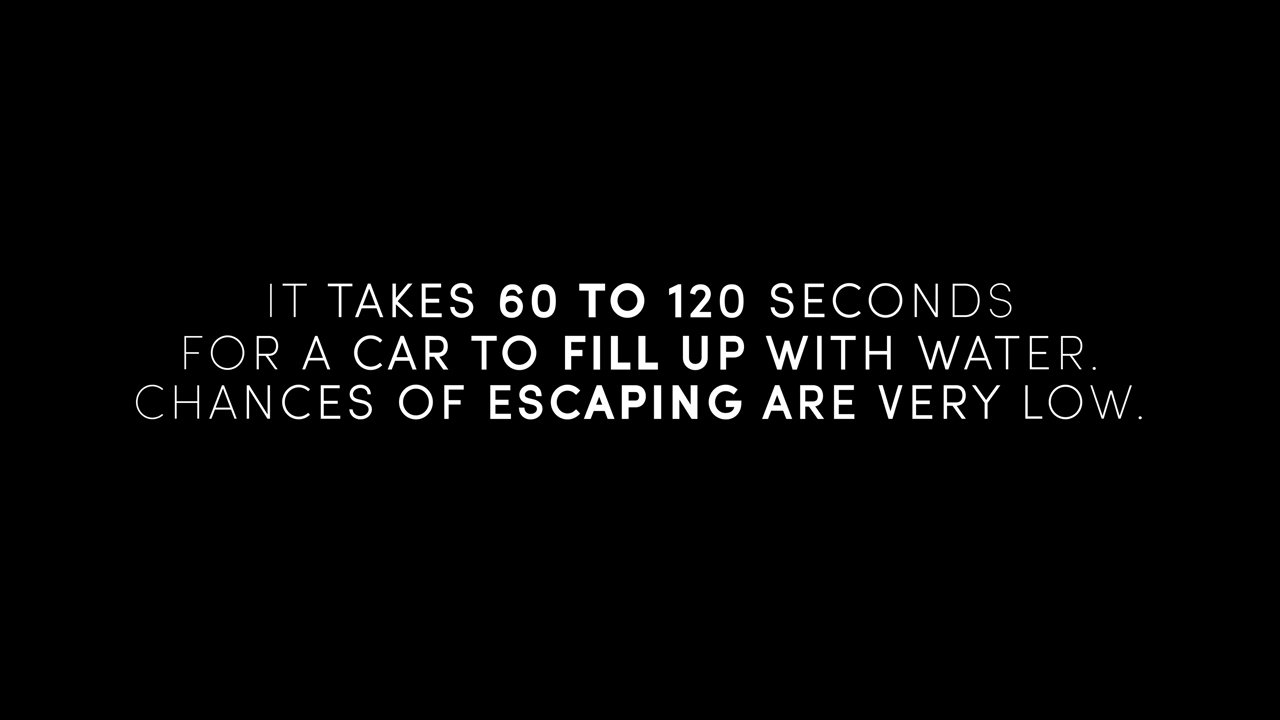 IT TAKES 60 TO 120 SECONDS
FOR A CAR TO FILL UP WITH WATER.
CHANCES OF ESCAPING ARE VERY LOW.